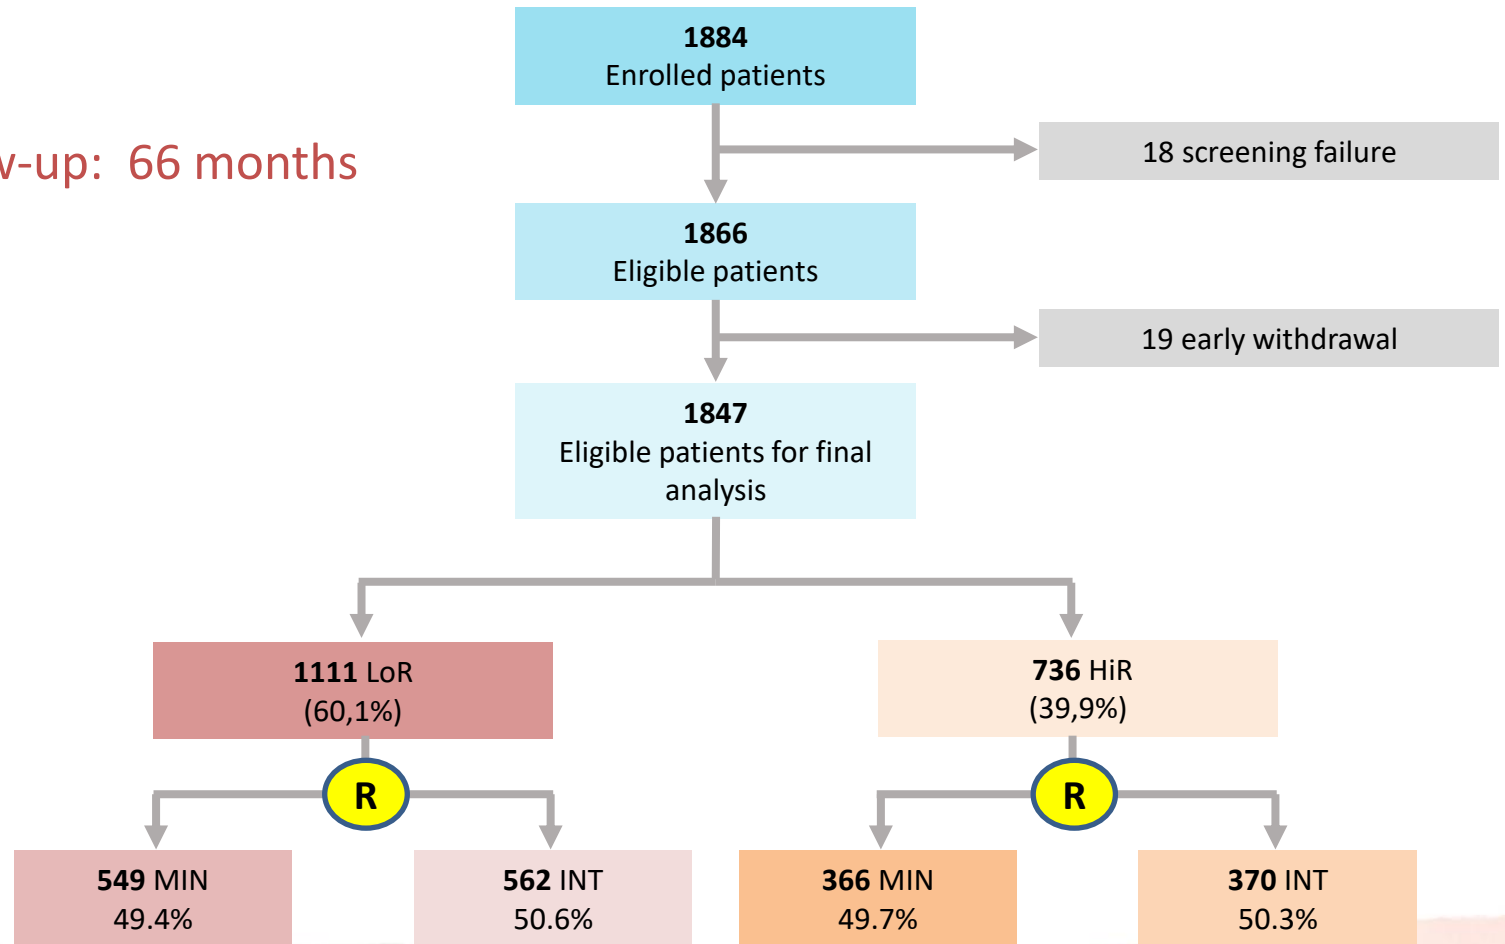 1884
Enrolled patients
18 screening failure
w-up: 66 months
1866
Eligible patients
19 early withdrawal
1847
Eligible patients for final
analysis
1111 LoR
(60,1%)
736 HiR
(39,9%)
R
R
549 MIN
49.4%
562 INT
50.6%
366 MIN
49.7%
370 INT
50.3%